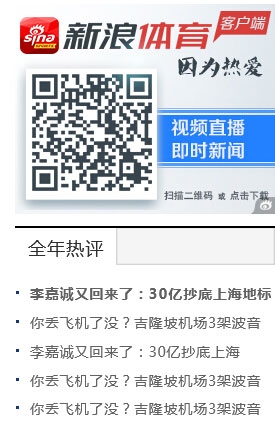 sina
SPORTS
新浪体育
客户端
因为热爱
视频直播
即时新闻
扫描二维码 或 点击下载
全年热评
李嘉诚又回来了：30亿抄底上海地标
你丢飞机了没？吉隆坡机场3架波音
李嘉诚又回来了：30亿抄底上海
你丢飞机了没？吉隆坡机场3架波音
你丢飞机了没？吉隆坡机场3架波音